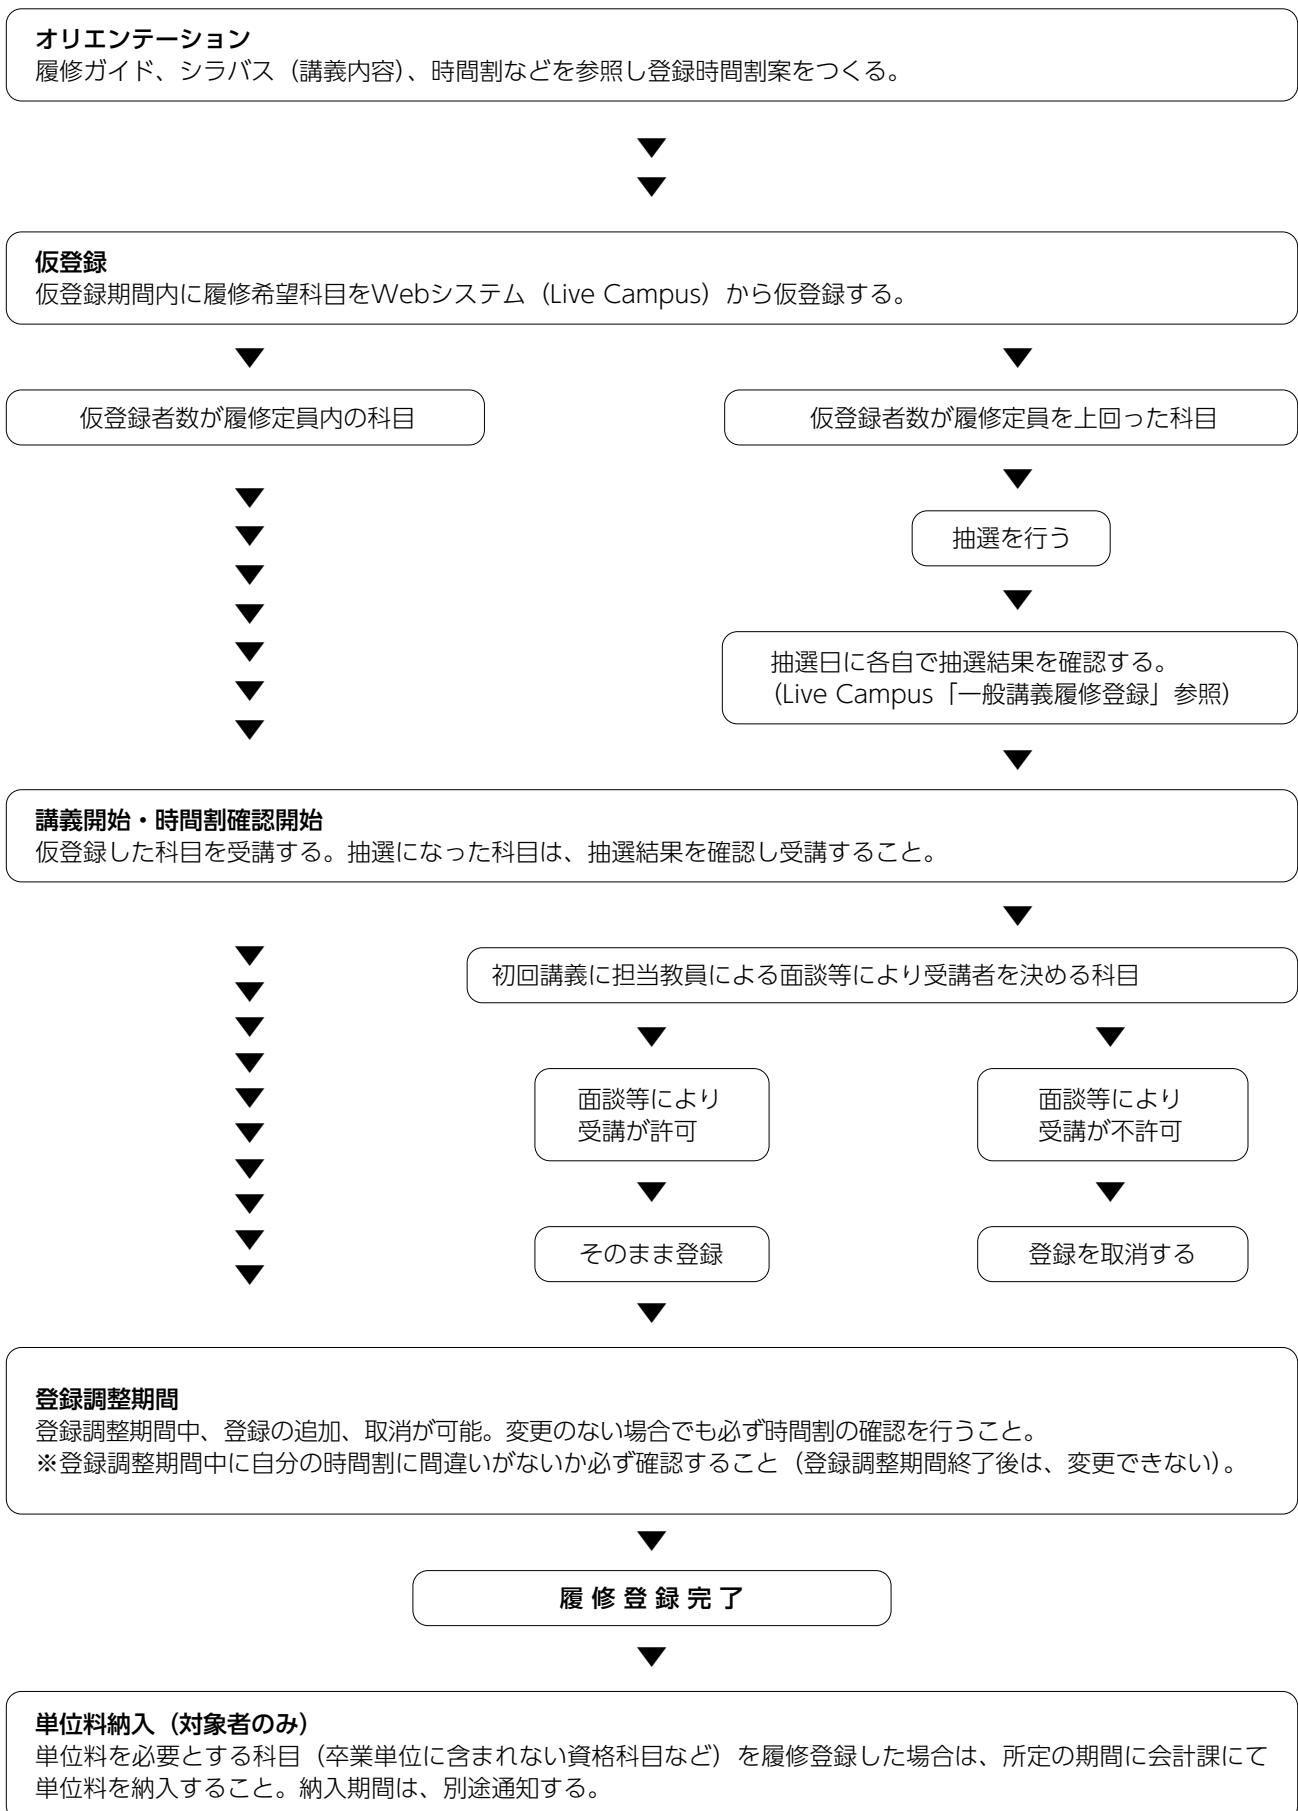 オリエンテーション
履修ガイド、シラバス（講義内容）、時間割などを参照し登録時間割案をつくる。
仮登録
仮登録期間内に履修希望科目をWebシステム（Live Campus）から仮登録する。
仮登録者数が履修定員内の科目
仮登録者数が履修定員を上回った科目
抽選を行う
抽選日に各自で抽選結果を確認する。
（Live Campus「一般講義履修登録」参照）
講義開始・時間割確認開始
仮登録した科目を受講する。抽選になった科目は、抽選結果を確認し受講すること。
初回講義に担当教員による面談等により受講者を決める科目
面談等により
受講が許可
面談等により
受講が不許可
そのまま登録
登録を取消する
登録調整期間
登録調整期間中、登録の追加、取消が可能。変更のない場合でも必ず時間割の確認を行うこと。
※登録調整期間中に自分の時間割に間違いがないか必ず確認すること（登録調整期間終了後は、変更できない）。
履修登録完了
単位料納入（対象者のみ）
単位料を必要とする科目（卒業単位に含まれない資格科目など）を履修登録した場合は、所定の期間に会計課にて
単位料を納入すること。納入期間は、別途通知する。